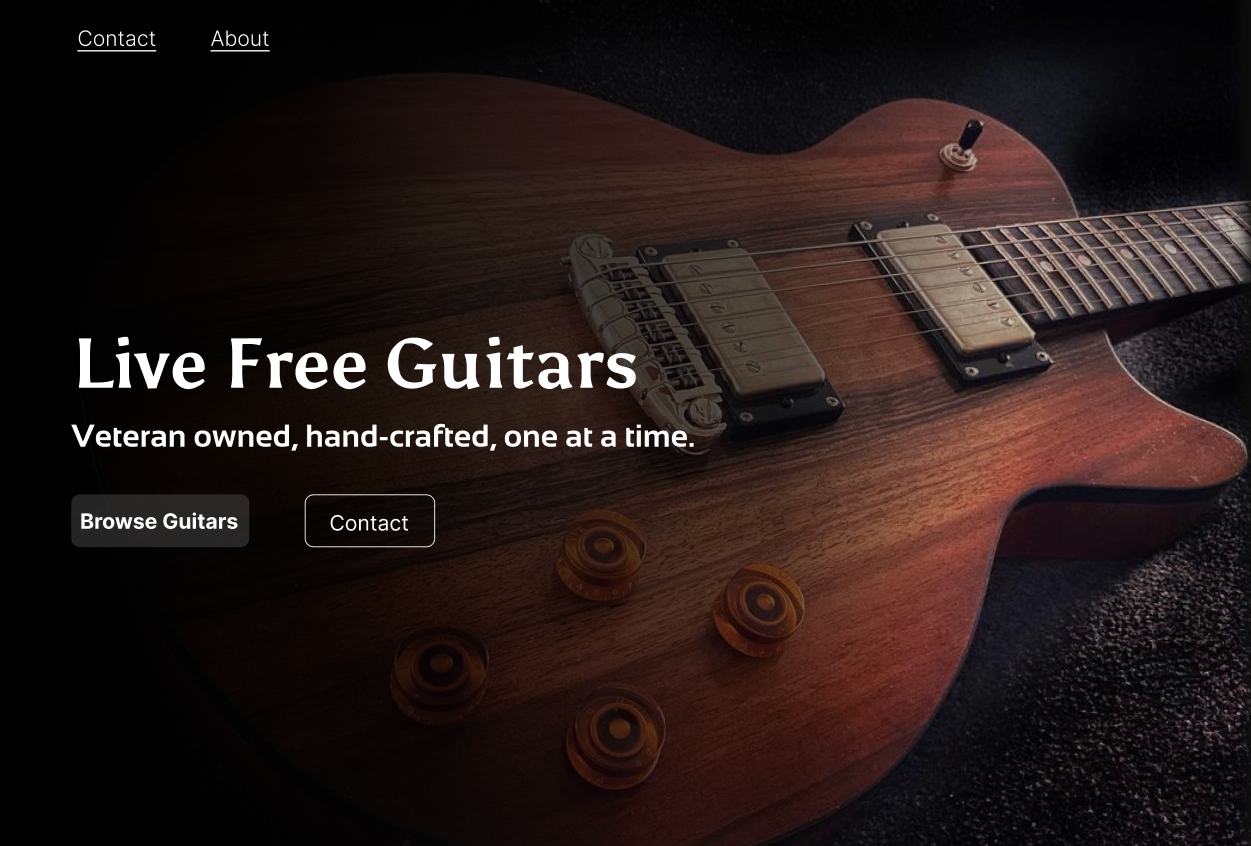 Contact About
Live Free Guitars
Veteran owned, hand-crafted, one at a time.
Browse Guitars Contact